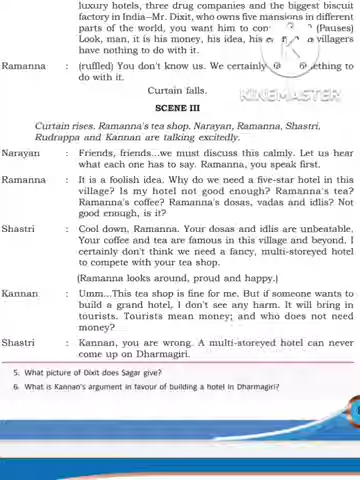 luxury hotels, three drug companies and the biggest biscuit
factory in India–Mr. Dixit, who owns five mansions in different
parts of the world, you want him to (Pauses)
Look, man, it is his money, his idea, his villagers
have nothing to do with it.
Ramanna : (ruffled) You don't know us. We certainly to
do with it.
Curtain falls.
KINEMASTER
SCENE III
Curtain rises. Ramanna's tea shop. Narayan, Ramanna, Shastri,
Rudrappa and Kannan are talking excitedly.
Narayan : Friends, friends...we must discuss this calmly. Let us hear
what each one has to say. Ramanna, you speak first.
Ramanna : It is a foolish idea. Why do we need a five-star hotel in this
village? Is my hotel not good enough? Ramanna's tea?
Ramanna's coffee? Ramanna's dosas, vadas and idlis? Not
good enough, is it?
Shastri : Cool down, Ramanna. Your dosas and idlis are unbeatable.
Your coffee and tea are famous in this village and beyond. I
certainly don't think we need a fancy, multi-storeyed hotel
to compete with your tea shop.
(Ramanna looks around, proud and happy.)
Kannan : Umm...This tea shop is fine for me. But if someone wants to
build a grand hotel, I don't see any harm. It will bring in
tourists. Tourists mean money; and who does not need
money?
Shastri : Kannan, you are wrong. A multi-storeyed hotel can never
come up on Dharmagiri.
5. What picture of Dixit does Sagar give?
6. What is Kannan's argument in favour of building a hotel in Dharmagiri?